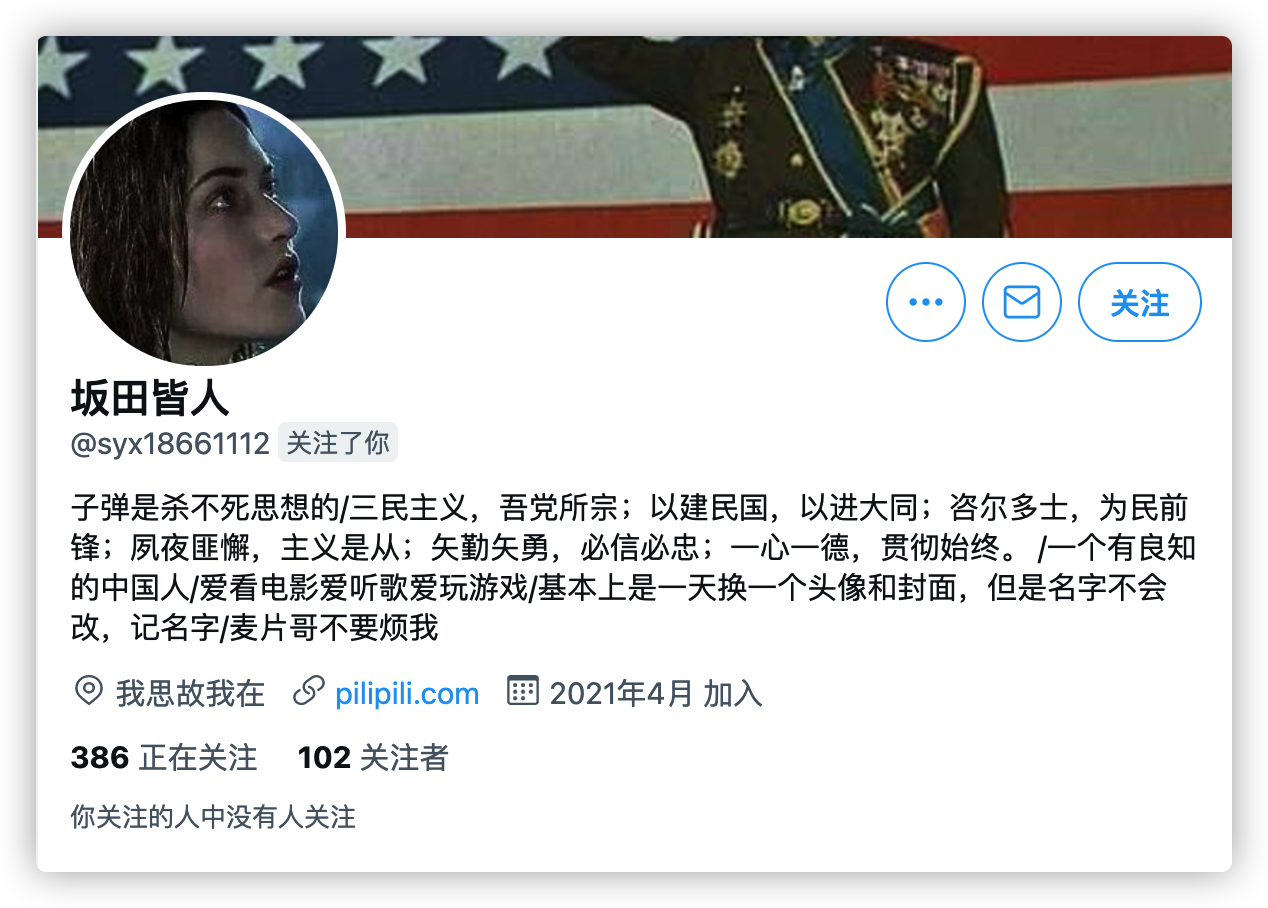 关注
坂田皆人
@syx18661112 关注了你
子弹是杀不死思想的/三民主义，吾党所宗；以建民国，以进大同；咨尔多士，为民前
锋；夙夜匪懈，主义是从；矢勤矢勇，必信必忠；一心一德，贯彻始终。 /一个有良知
的中国人/爱看电影爱听歌爱玩游戏/基本上是一天换一个头像和封面，但是名字不会
改，记名字/麦片哥不要烦我
我思故我在 pilipili.com 2021年4月 加入
386 正在关注 102 关注者
你关注的人中没有人关注